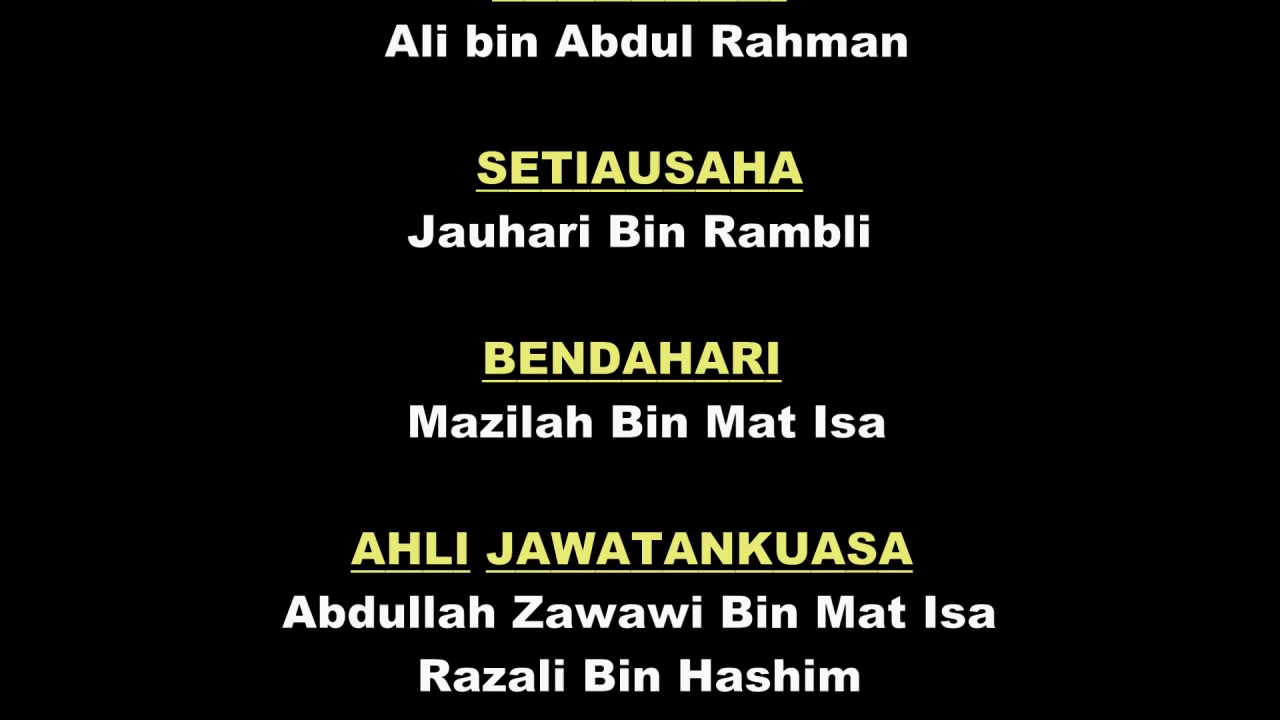 Ali bin Abdul Rahman
SETIAUSAHA
Jauhari Bin Rambli
BENDAHARI
Mazilah Bin Mat Isa
AHLI JAWATANKUASA
Abdullah Zawawi Bin Mat Isa
Razali Bin Hashim